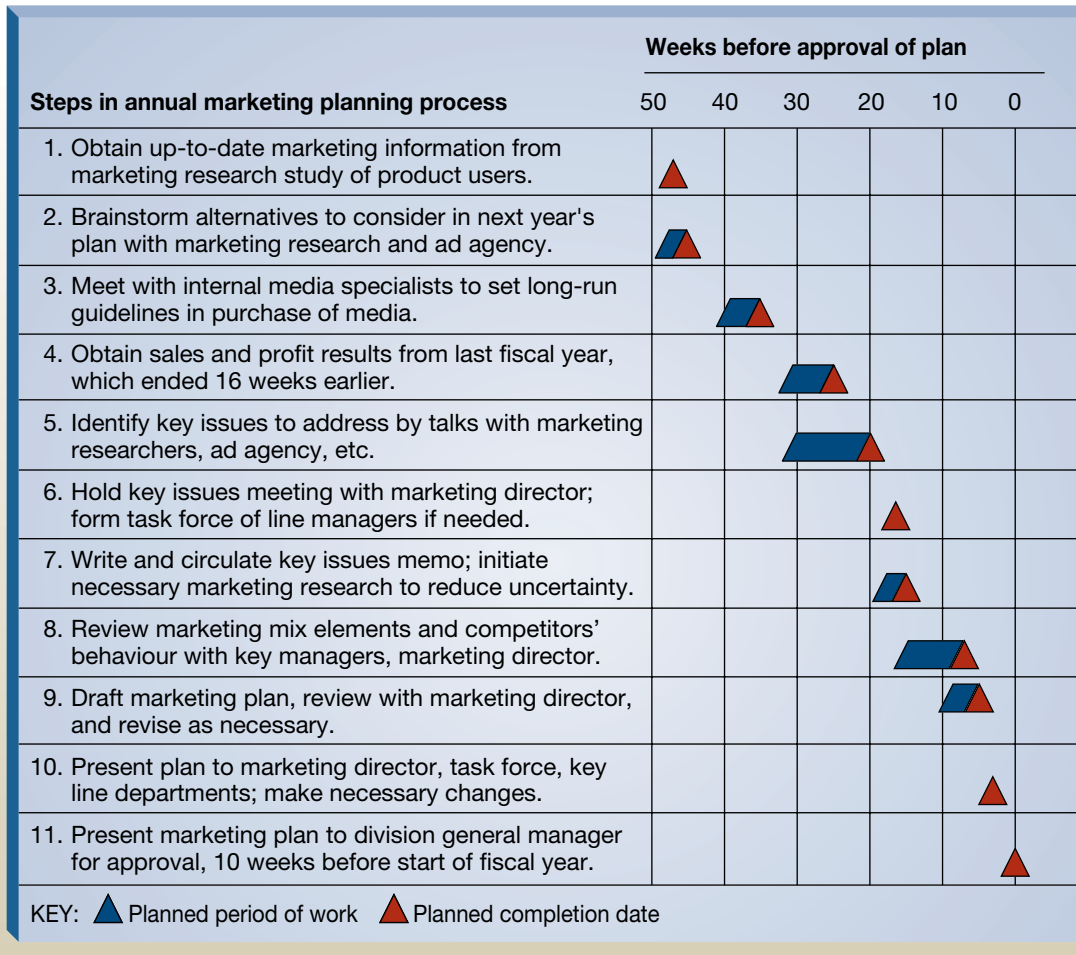 Weeks before approval of plan
Steps in annual marketing planning process 50 40 30 20 10 0
1. Obtain up-to-date marketing information from
marketing research study of product users.
2. Brainstorm alternatives to consider in next year's
plan with marketing research and ad agency.
3. Meet with internal media specialists to set long-run
guidelines in purchase of media.
4. Obtain sales and profit results from last fiscal year,
which ended 16 weeks earlier.
5. Identify key issues to address by talks with marketing
researchers, ad agency, etc.
6. Hold key issues meeting with marketing director;
form task force of line managers if needed.
7. Write and circulate key issues memo; initiate
necessary marketing research to reduce uncertainty.
8. Review marketing mix elements and competitors’
behaviour with key managers, marketing director.
9. Draft marketing plan, review with marketing director,
and revise as necessary.
10. Present plan to marketing director, task force, key
line departments; make necessary changes.
11. Present marketing plan to division general manager
for approval, 10 weeks before start of fiscal year.
KEY: Planned period of work Planned completion date